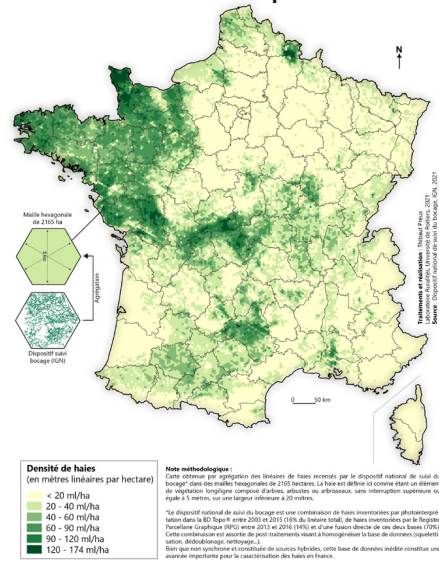 N
Maille hexagonale
de 2165 ha
Agrégation
Dispositif suivi
bocage (IGN)
0 50 km
Traitements et réalisation : Thibaut Preux
Laboratoire Ruralités, Université de Poitiers, 2021
Source : Dispositif national de suivi du bocage, IGN, 2021
Densité de haies
(en mètres linéaires par hectare)
< 20 ml/ha
20 - 40 ml/ha
40 - 60 ml/ha
60 - 90 ml/ha
90 - 120 ml/ha
120 - 174 ml/ha
Note méthodologique :
Carte obtenue par agrégation des linéaires de haies recensés par le dispositif national de suivi du
bocage* dans des mailles hexagonales de 2165 hectares. La haie est définie ici comme étant un élément
de végétation longiligne composé d'arbres, arbustes ou arbrisseaux, sans interruption supérieure ou
égale à 5 mètres, sur une largeur inférieure à 20 mètres.
*Le dispositif national de suivi du bocage est une combinaison de haies inventoriées par photointerpré-
tation dans la BD Topo® entre 2003 et 2015 (16% du linéaire total), de haies inventoriées par le Registre
Parcellaire Graphique (RPG) entre 2013 et 2016 (14%) et d'une fusion directe de ces deux bases (70%).
Cette combinaison est assortie de post-traitements visant à homogénéiser la base de données (squeletti-
sation, dédoublonage, nettoyage...).
Bien que non synchrone et constituée de sources hybrides, cette base de données inédite constitue une
avancée importante pour la caractérisation des haies en France.